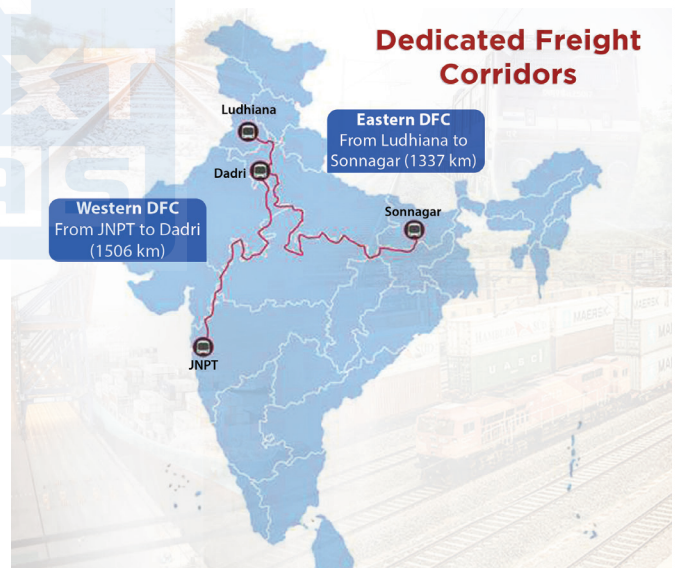 Dedicated Freight
Corridors
Ludhiana
Eastern DFC
From Ludhiana to
Sonnagar (1337 km)
Dadri
Western DFC
From JNPT to Dadri
(1506 km)
Sonnagar
JNPT
MAERSK